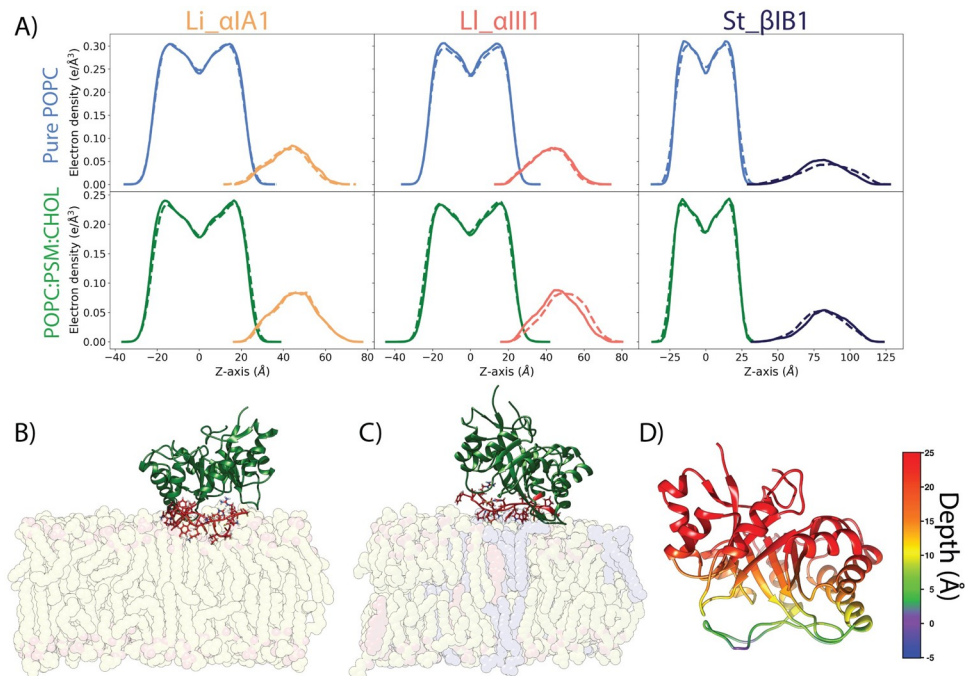 A)
Li_αIA1 Ll_αIII1 St_βIB1
Pure POPC
Electron density (e/Å³)
0.30
0.25
0.20
0.15
0.10
0.05
0.00
POPC:PSM:CHOL
Electron density (e/Å³)
0.25
0.20
0.15
0.10
0.05
0.00
−40 −20 0 20 40 60 80 −40 −20 0 20 40 60 80 −25 0 25 50 75 100 125
Z-axis (Å) Z-axis (Å) Z-axis (Å)
B) C) D)
25
20
15
10
5
0
-5
Depth (Å)